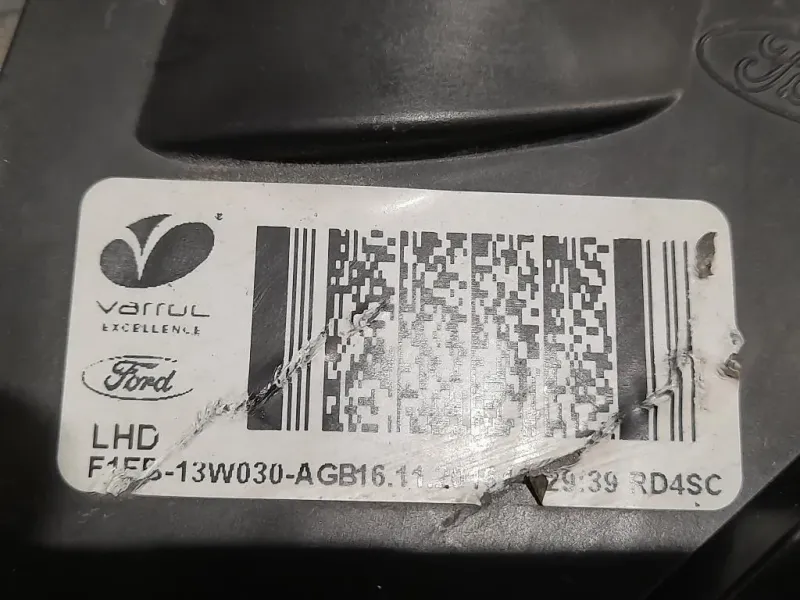 varroc
EXCELLENCE
Ford
LHD
-13W030-AGB16.11 29:39 RD4SC